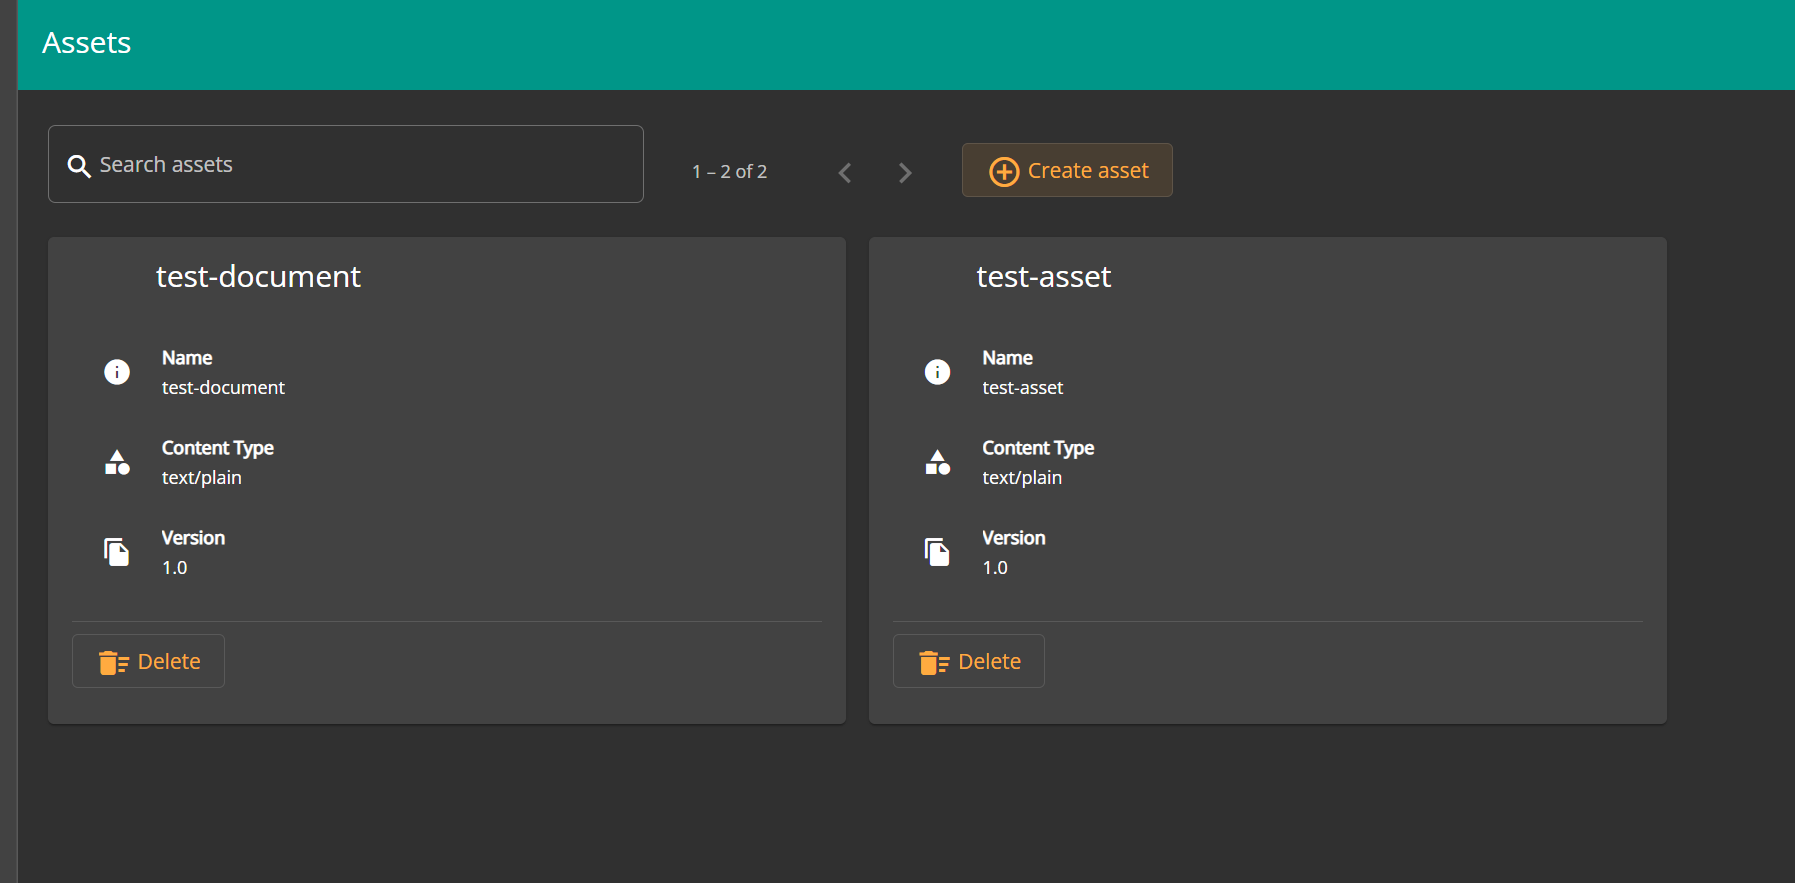 Assets
Search assets
1 – 2 of 2
Create asset
test-document
Name
test-document
Content Type
text/plain
Version
1.0
Delete
test-asset
Name
test-asset
Content Type
text/plain
Version
1.0
Delete